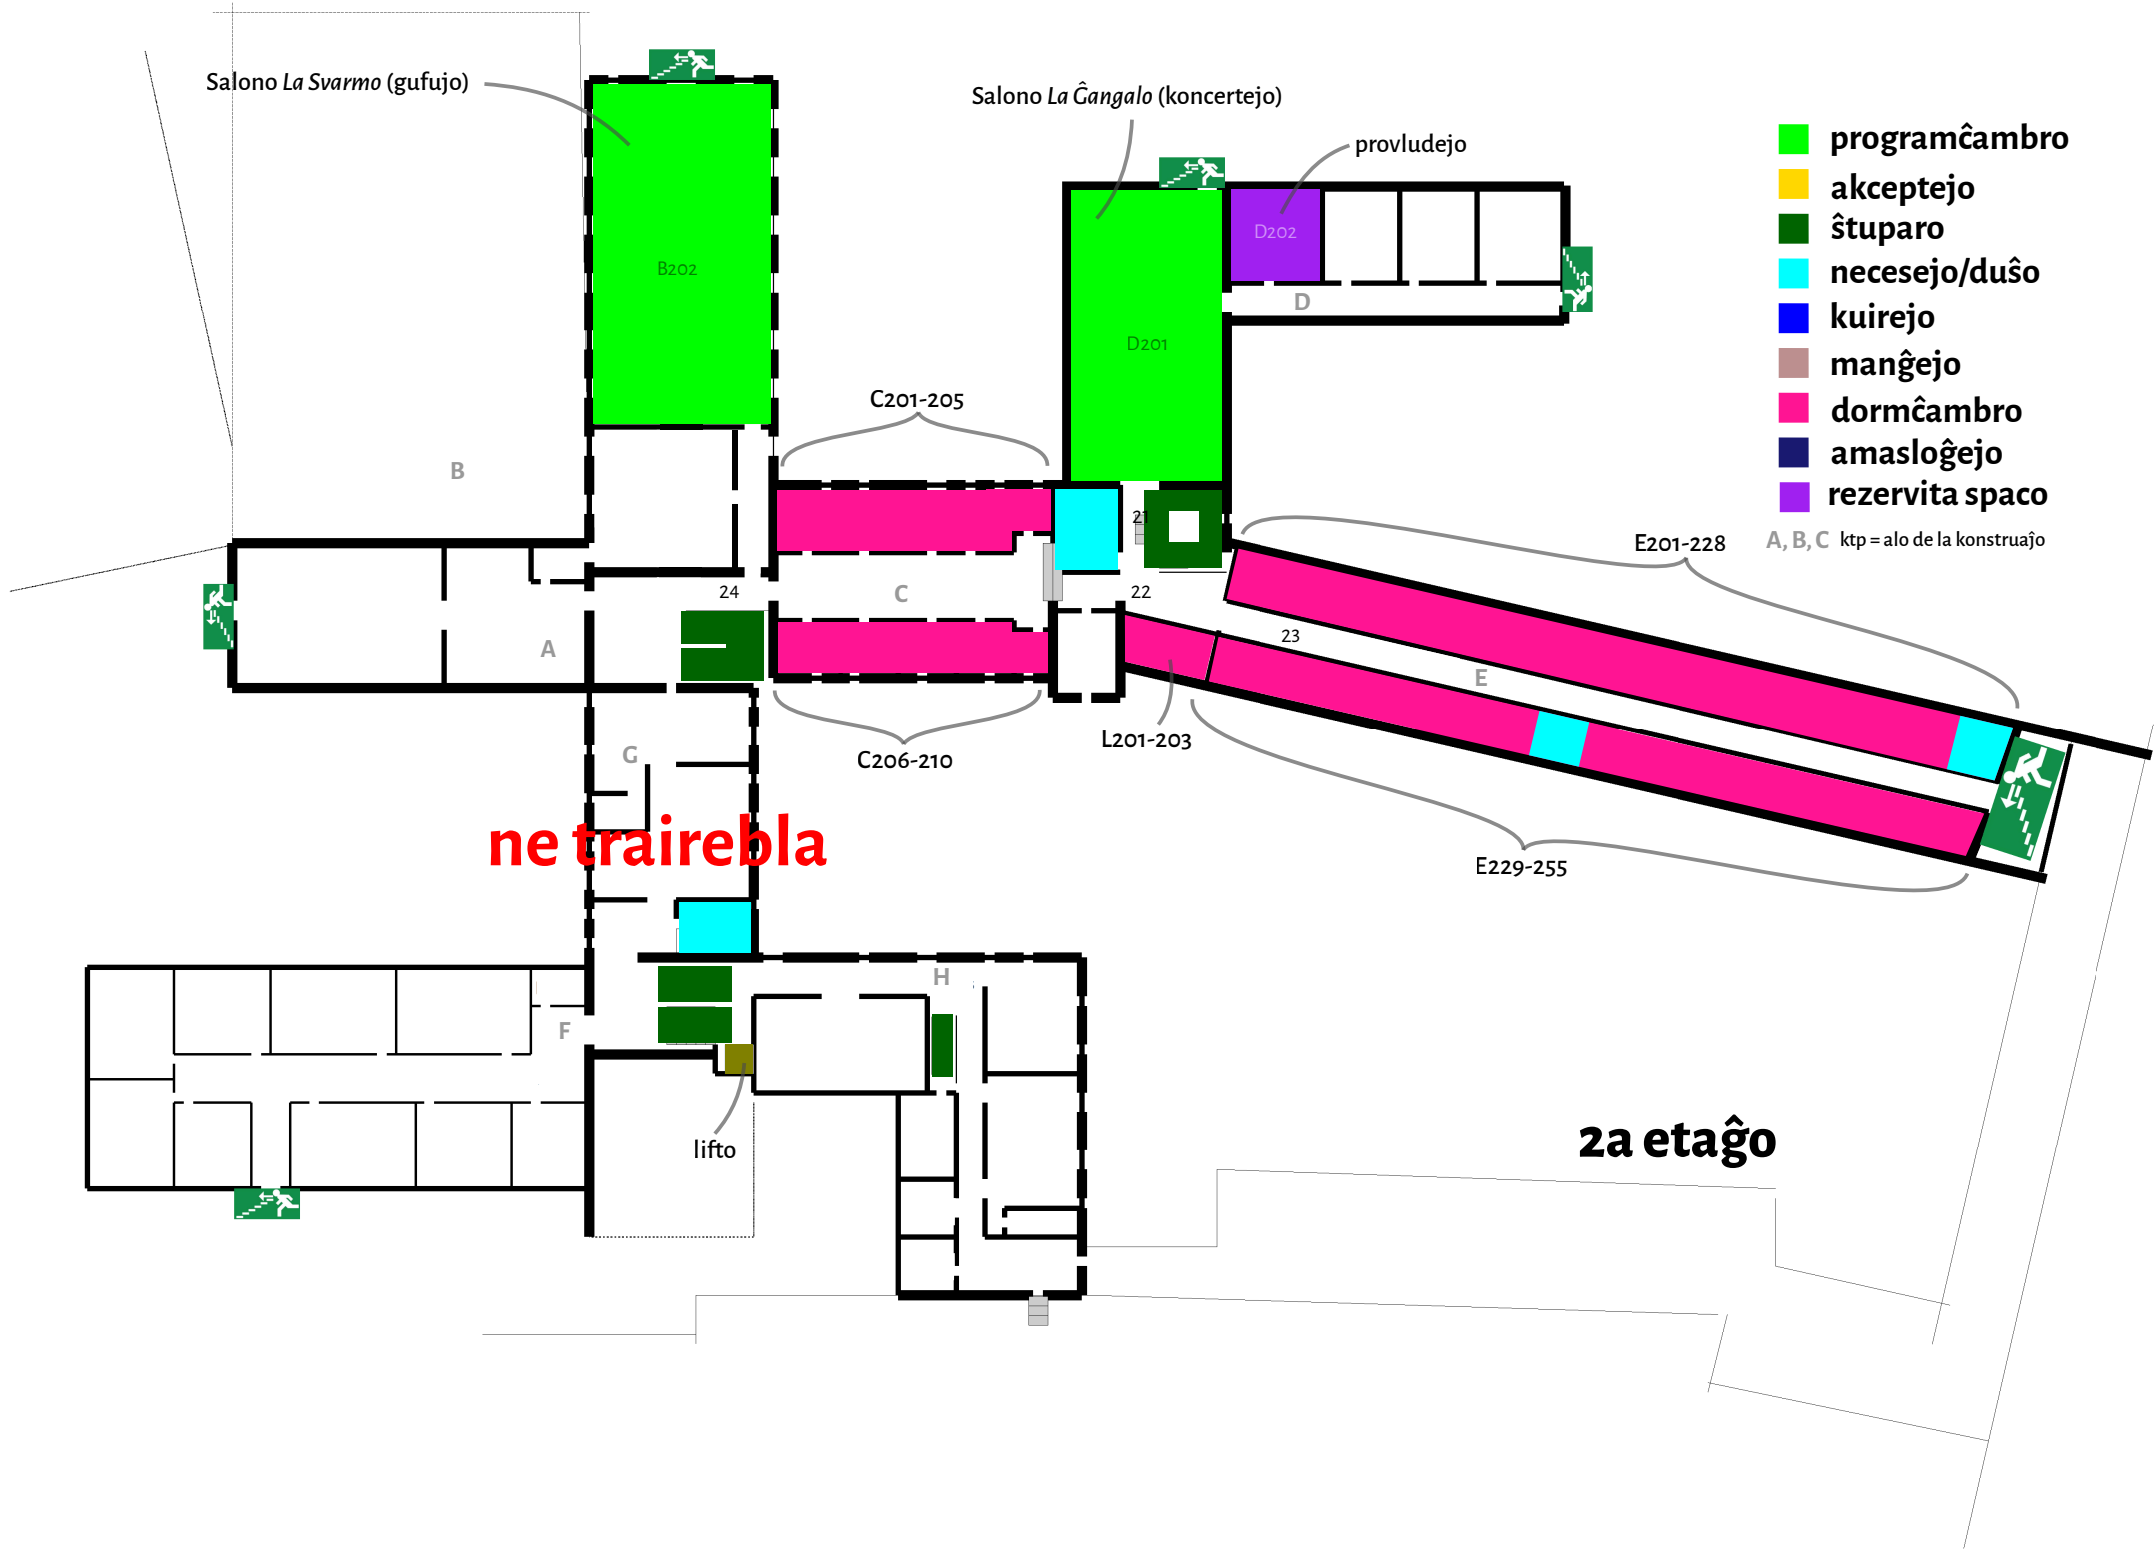 Salono La Svarmo (gufujo)
Salono La Ĝangalo (koncertejo)
provludejo
programĉambro
akceptejo
ŝtuparo
necesejo/duŝo
kuirejo
manĝejo
dormĉambro
amasloĝejo
rezervita spaco
A, B, C ktp = alo de la konstruaĵo
B202
D202
D
D201
C201-205
B
21
E201-228
24
C
22
23
A
E
L201-203
C206-210
G
ne trairebla
E229-255
H
F
lifto
2a etaĝo